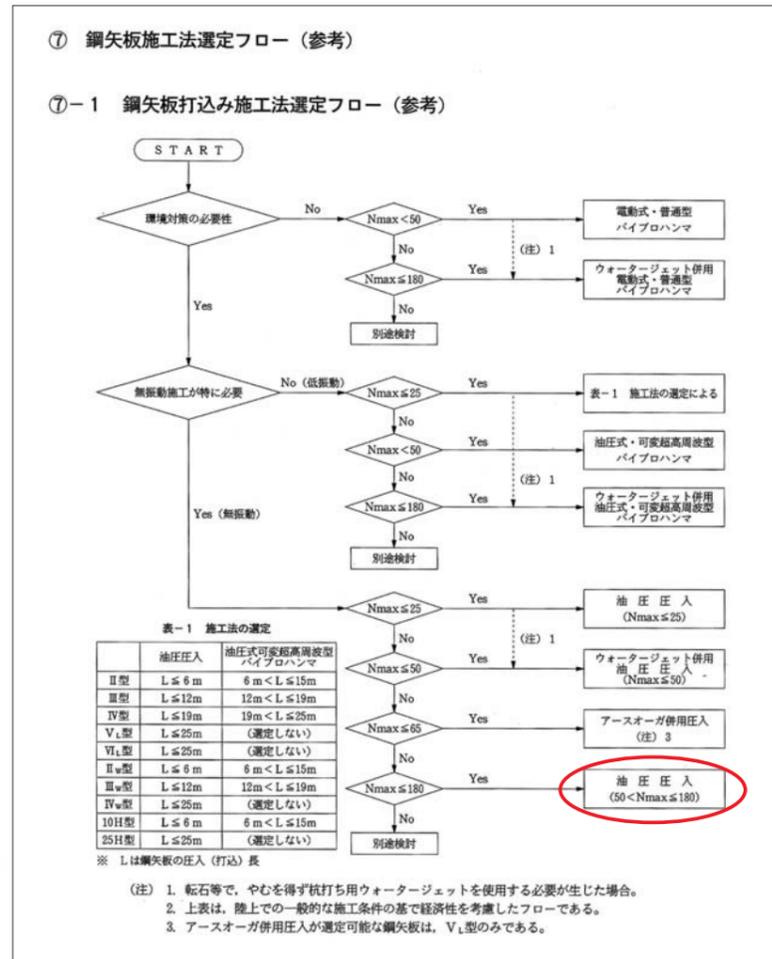 ⑦ 鋼矢板施工法選定フロー（参考）
⑦－１ 鋼矢板打込み施工法選定フロー（参考）
ＳＴＡＲＴ
環境対策の必要性
No
Nmax＜50
Yes
電動式・普通型
バイブロハンマ
No
（注）1
Nmax≦180
Yes
ウォータージェット併用
電動式・普通型
バイブロハンマ
No
別途検討
Yes
無振動施工が特に必要
No（低振動）
Nmax≦25
Yes
表－1 施工法の選定による
No
Nmax＜50
Yes
油圧式・可変超高周波型
バイブロハンマ
No
（注）1
Nmax≦180
Yes
ウォータージェット併用
油圧式・可変超高周波型
バイブロハンマ
No
別途検討
Yes（無振動）
Nmax≦25
Yes
油圧圧入
(Nmax≦25)
No
（注）1
Nmax≦50
Yes
ウォータージェット併用
油圧圧入
(Nmax≦50)
No
Nmax≦65
Yes
アースオーガ併用圧入
（注）3
No
Nmax≦180
Yes
油圧圧入
(50＜Nmax≦180)
No
別途検討
表－1 施工法の選定
油圧圧入 油圧式可変超高周波型バイブロハンマ
Ⅱ型 L≦6m 6m＜L≦15m
Ⅲ型 L≦12m 12m＜L≦19m
Ⅳ型 L≦19m 19m＜L≦25m
ⅤL型 L≦25m （選定しない）
ⅥL型 L≦25m （選定しない）
Ⅱw型 L≦6m 6m＜L≦15m
Ⅲw型 L≦12m 12m＜L≦19m
Ⅳw型 L≦25m （選定しない）
10H型 L≦6m 6m＜L≦15m
25H型 L≦25m （選定しない）
※ Lは鋼矢板の圧入（打込）長
（注） 1. 転石等で，やむを得ず杭打ち用ウォータージェットを使用する必要が生じた場合。
2. 上表は，陸上での一般的な施工条件の基で経済性を考慮したフローである。
3. アースオーガ併用圧入が選定可能な鋼矢板は，ⅤL型のみである。